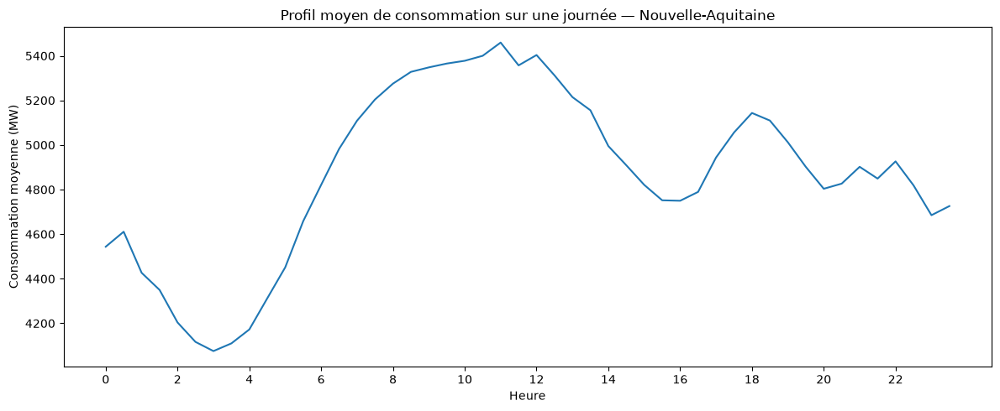 Profil moyen de consommation sur une journée — Nouvelle-Aquitaine
Consommation moyenne (MW)
5400
5200
5000
4800
4600
4400
4200
0 2 4 6 8 10 12 14 16 18 20 22
Heure